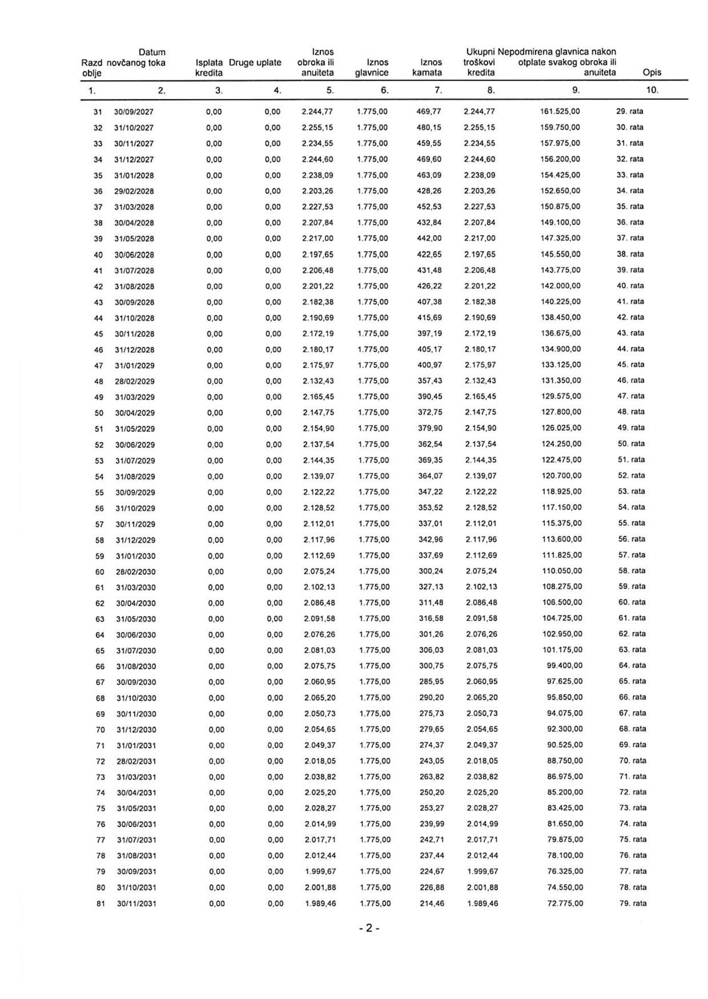 Datum Iznos Ukupni Nepodmirena glavnica nakon
Razd novčanog toka Isplata Druge uplate obroka ili Iznos Iznos troškovi otplate svakog obroka ili
oblje kredita anuiteta glavnice kamata kredita anuiteta Opis
1. 2. 3. 4. 5. 6. 7. 8. 9. 10.
31 30/09/2027 0,00 0,00 2.244,77 1.775,00 469,77 2.244,77 161.525,00 29. rata
32 31/10/2027 0,00 0,00 2.255,15 1.775,00 480,15 2.255,15 159.750,00 30. rata
33 30/11/2027 0,00 0,00 2.234,55 1.775,00 459,55 2.234,55 157.975,00 31. rata
34 31/12/2027 0,00 0,00 2.244,60 1.775,00 469,60 2.244,60 156.200,00 32. rata
35 31/01/2028 0,00 0,00 2.238,09 1.775,00 463,09 2.238,09 154.425,00 33. rata
36 29/02/2028 0,00 0,00 2.203,26 1.775,00 428,26 2.203,26 152.650,00 34. rata
37 31/03/2028 0,00 0,00 2.227,53 1.775,00 452,53 2.227,53 150.875,00 35. rata
38 30/04/2028 0,00 0,00 2.207,84 1.775,00 432,84 2.207,84 149.100,00 36. rata
39 31/05/2028 0,00 0,00 2.217,00 1.775,00 442,00 2.217,00 147.325,00 37. rata
40 30/06/2028 0,00 0,00 2.197,65 1.775,00 422,65 2.197,65 145.550,00 38. rata
41 31/07/2028 0,00 0,00 2.206,48 1.775,00 431,48 2.206,48 143.775,00 39. rata
42 31/08/2028 0,00 0,00 2.201,22 1.775,00 426,22 2.201,22 142.000,00 40. rata
43 30/09/2028 0,00 0,00 2.182,38 1.775,00 407,38 2.182,38 140.225,00 41. rata
44 31/10/2028 0,00 0,00 2.190,69 1.775,00 415,69 2.190,69 138.450,00 42. rata
45 30/11/2028 0,00 0,00 2.172,19 1.775,00 397,19 2.172,19 136.675,00 43. rata
46 31/12/2028 0,00 0,00 2.180,17 1.775,00 405,17 2.180,17 134.900,00 44. rata
47 31/01/2029 0,00 0,00 2.175,97 1.775,00 400,97 2.175,97 133.125,00 45. rata
48 28/02/2029 0,00 0,00 2.132,43 1.775,00 357,43 2.132,43 131.350,00 46. rata
49 31/03/2029 0,00 0,00 2.165,45 1.775,00 390,45 2.165,45 129.575,00 47. rata
50 30/04/2029 0,00 0,00 2.147,75 1.775,00 372,75 2.147,75 127.800,00 48. rata
51 31/05/2029 0,00 0,00 2.154,90 1.775,00 379,90 2.154,90 126.025,00 49. rata
52 30/06/2029 0,00 0,00 2.137,54 1.775,00 362,54 2.137,54 124.250,00 50. rata
53 31/07/2029 0,00 0,00 2.144,35 1.775,00 369,35 2.144,35 122.475,00 51. rata
54 31/08/2029 0,00 0,00 2.139,07 1.775,00 364,07 2.139,07 120.700,00 52. rata
55 30/09/2029 0,00 0,00 2.122,22 1.775,00 347,22 2.122,22 118.925,00 53. rata
56 31/10/2029 0,00 0,00 2.128,52 1.775,00 353,52 2.128,52 117.150,00 54. rata
57 30/11/2029 0,00 0,00 2.112,01 1.775,00 337,01 2.112,01 115.375,00 55. rata
58 31/12/2029 0,00 0,00 2.117,96 1.775,00 342,96 2.117,96 113.600,00 56. rata
59 31/01/2030 0,00 0,00 2.112,69 1.775,00 337,69 2.112,69 111.825,00 57. rata
60 28/02/2030 0,00 0,00 2.075,24 1.775,00 300,24 2.075,24 110.050,00 58. rata
61 31/03/2030 0,00 0,00 2.102,13 1.775,00 327,13 2.102,13 108.275,00 59. rata
62 30/04/2030 0,00 0,00 2.086,48 1.775,00 311,48 2.086,48 106.500,00 60. rata
63 31/05/2030 0,00 0,00 2.091,58 1.775,00 316,58 2.091,58 104.725,00 61. rata
64 30/06/2030 0,00 0,00 2.076,26 1.775,00 301,26 2.076,26 102.950,00 62. rata
65 31/07/2030 0,00 0,00 2.081,03 1.775,00 306,03 2.081,03 101.175,00 63. rata
66 31/08/2030 0,00 0,00 2.075,75 1.775,00 300,75 2.075,75 99.400,00 64. rata
67 30/09/2030 0,00 0,00 2.060,95 1.775,00 285,95 2.060,95 97.625,00 65. rata
68 31/10/2030 0,00 0,00 2.065,20 1.775,00 290,20 2.065,20 95.850,00 66. rata
69 30/11/2030 0,00 0,00 2.050,73 1.775,00 275,73 2.050,73 94.075,00 67. rata
70 31/12/2030 0,00 0,00 2.054,65 1.775,00 279,65 2.054,65 92.300,00 68. rata
71 31/01/2031 0,00 0,00 2.049,37 1.775,00 274,37 2.049,37 90.525,00 69. rata
72 28/02/2031 0,00 0,00 2.018,05 1.775,00 243,05 2.018,05 88.750,00 70. rata
73 31/03/2031 0,00 0,00 2.038,82 1.775,00 263,82 2.038,82 86.975,00 71. rata
74 30/04/2031 0,00 0,00 2.025,20 1.775,00 250,20 2.025,20 85.200,00 72. rata
75 31/05/2031 0,00 0,00 2.028,27 1.775,00 253,27 2.028,27 83.425,00 73. rata
76 30/06/2031 0,00 0,00 2.014,99 1.775,00 239,99 2.014,99 81.650,00 74. rata
77 31/07/2031 0,00 0,00 2.017,71 1.775,00 242,71 2.017,71 79.875,00 75. rata
78 31/08/2031 0,00 0,00 2.012,44 1.775,00 237,44 2.012,44 78.100,00 76. rata
79 30/09/2031 0,00 0,00 1.999,67 1.775,00 224,67 1.999,67 76.325,00 77. rata
80 31/10/2031 0,00 0,00 2.001,88 1.775,00 226,88 2.001,88 74.550,00 78. rata
81 30/11/2031 0,00 0,00 1.989,46 1.775,00 214,46 1.989,46 72.775,00 79. rata
- 2 -